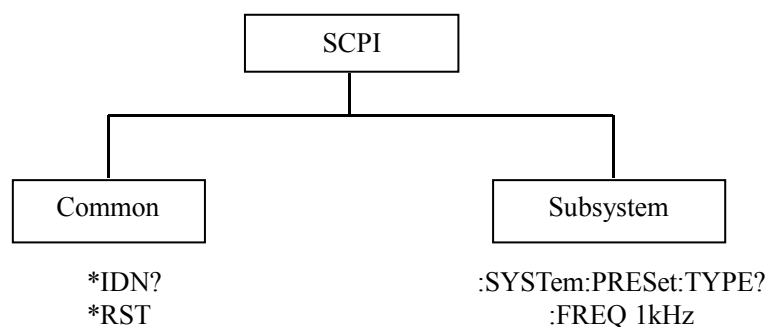 SCPI
Common
Subsystem
*IDN?
:SYSTem:PRESet:TYPE?
*RST
:FREQ 1kHz